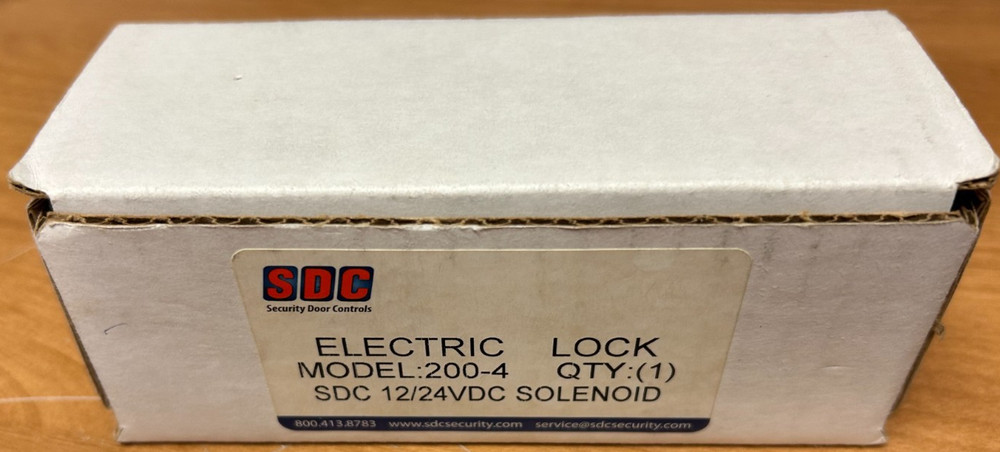 SDC
Security Door Controls
ELECTRIC LOCK
MODEL:200-4 QTY:(1)
SDC 12/24VDC SOLENOID
800.413.8783 www.sdcsecurity.com service@sdcsecurity.com